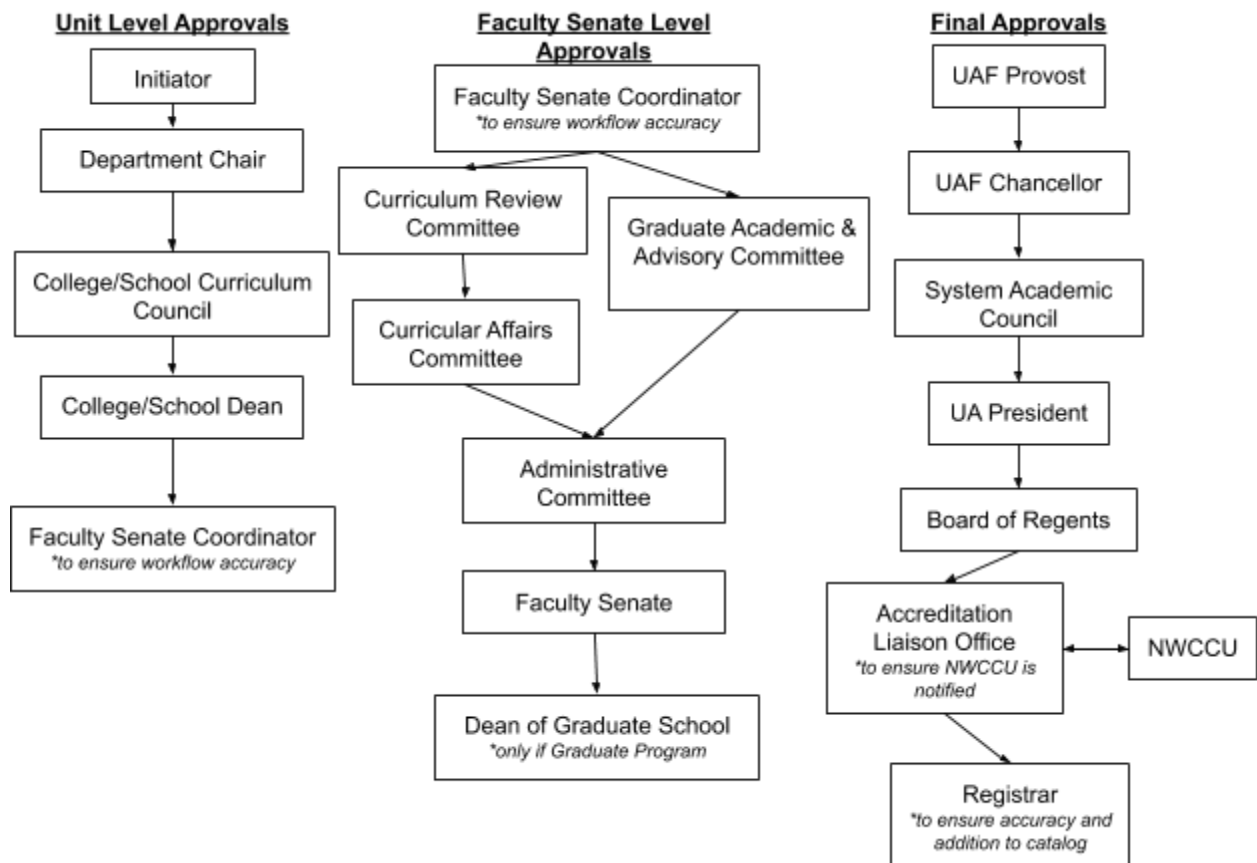 Unit Level Approvals
Initiator
Department Chair
College/School Curriculum
Council
College/School Dean
Faculty Senate Coordinator
*to ensure workflow accuracy
Faculty Senate Level
Approvals
Faculty Senate Coordinator
*to ensure workflow accuracy
Curriculum Review
Committee
Graduate Academic &
Advisory Committee
Curricular Affairs
Committee
Administrative
Committee
Faculty Senate
Dean of Graduate School
*only if Graduate Program
Final Approvals
UAF Provost
UAF Chancellor
System Academic
Council
UA President
Board of Regents
Accreditation
Liaison Office
*to ensure NWCCU is
notified
NWCCU
Registrar
*to ensure accuracy and
addition to catalog